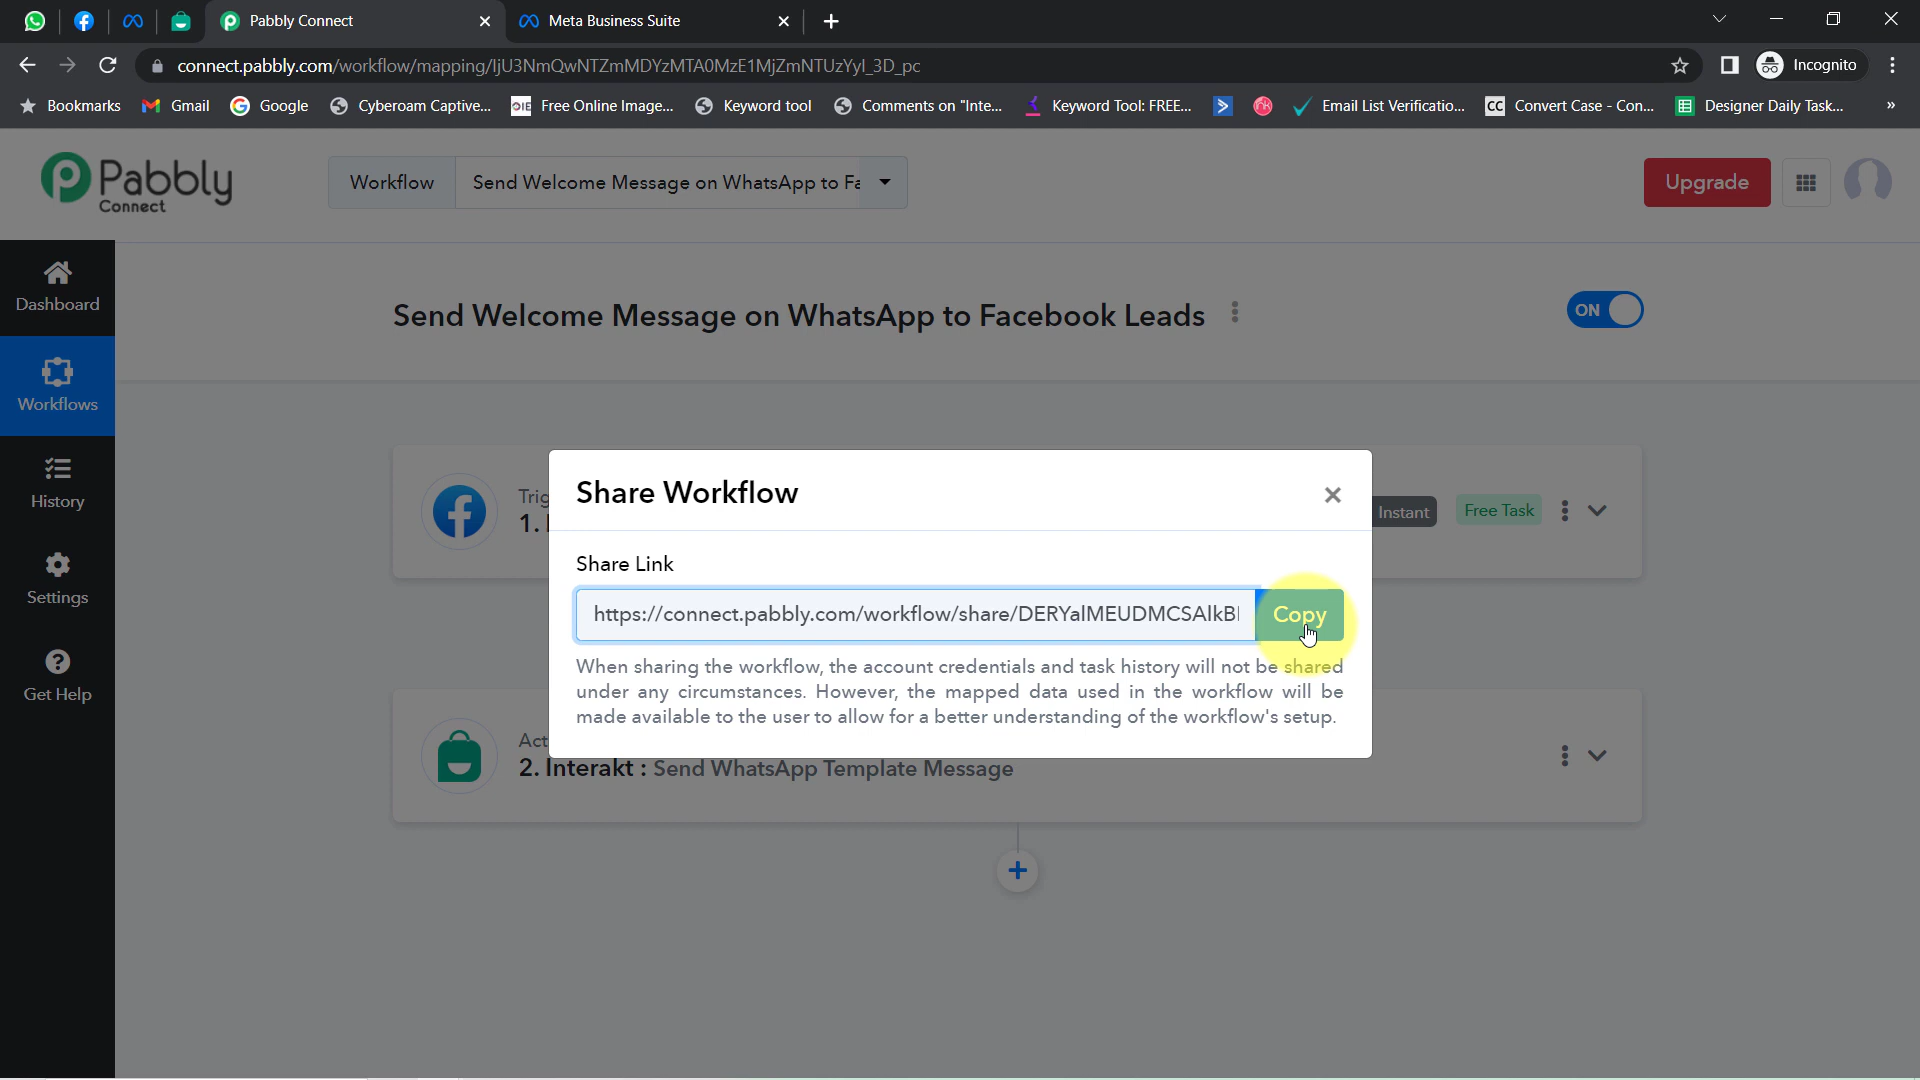 Pabbly Connect
Meta Business Suite
connect.pabbly.com/workflow/mapping/IjU3NmQwNTZmMDYzMTA0MzE1MjZmNTUzYyI_3D_pc
Incognito
Bookmarks
Gmail
Google
Cyberoam Captive...
Free Online Image...
Keyword tool
Comments on "Inte...
Keyword Tool: FREE...
Email List Verificatio...
CC Convert Case - Con...
Designer Daily Task...
»
Pabbly
Connect
Workflow
Send Welcome Message on WhatsApp to Fa
Upgrade
Dashboard
Workflows
History
Settings
Get Help
Send Welcome Message on WhatsApp to Facebook Leads
ON
Trig
1.
Instant
Free Task
Share Workflow
Share Link
https://connect.pabbly.com/workflow/share/DERYalMEUDMCSAlkB
Copy
When sharing the workflow, the account credentials and task history will not be shared
under any circumstances. However, the mapped data used in the workflow will be
made available to the user to allow for a better understanding of the workflow's setup.
Act
2. Interakt : Send WhatsApp Template Message